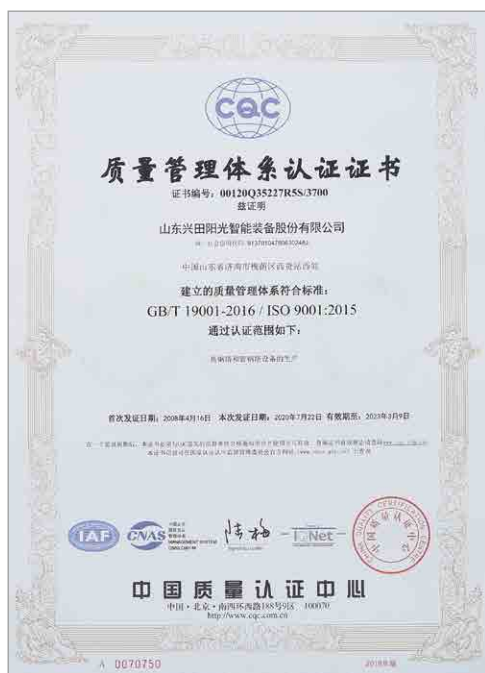 CQC
质量管理体系认证证书
证书编号：00120Q35227R5S/3700
兹证明
山东兴田阳光智能装备股份有限公司
建立的质量管理体系符合标准：
GB/T 19001-2016 / ISO 9001:2015
通过认证范围如下：
首次发证日期：2008年4月16日 本次发证日期：2020年7月22日 有效期至：2023年3月9日
IAF
CNAS
IQNet
中国质量认证中心
中国·北京·南四环西路188号9区 100070
http://www.cqc.com.cn
A 0070750
2018年版